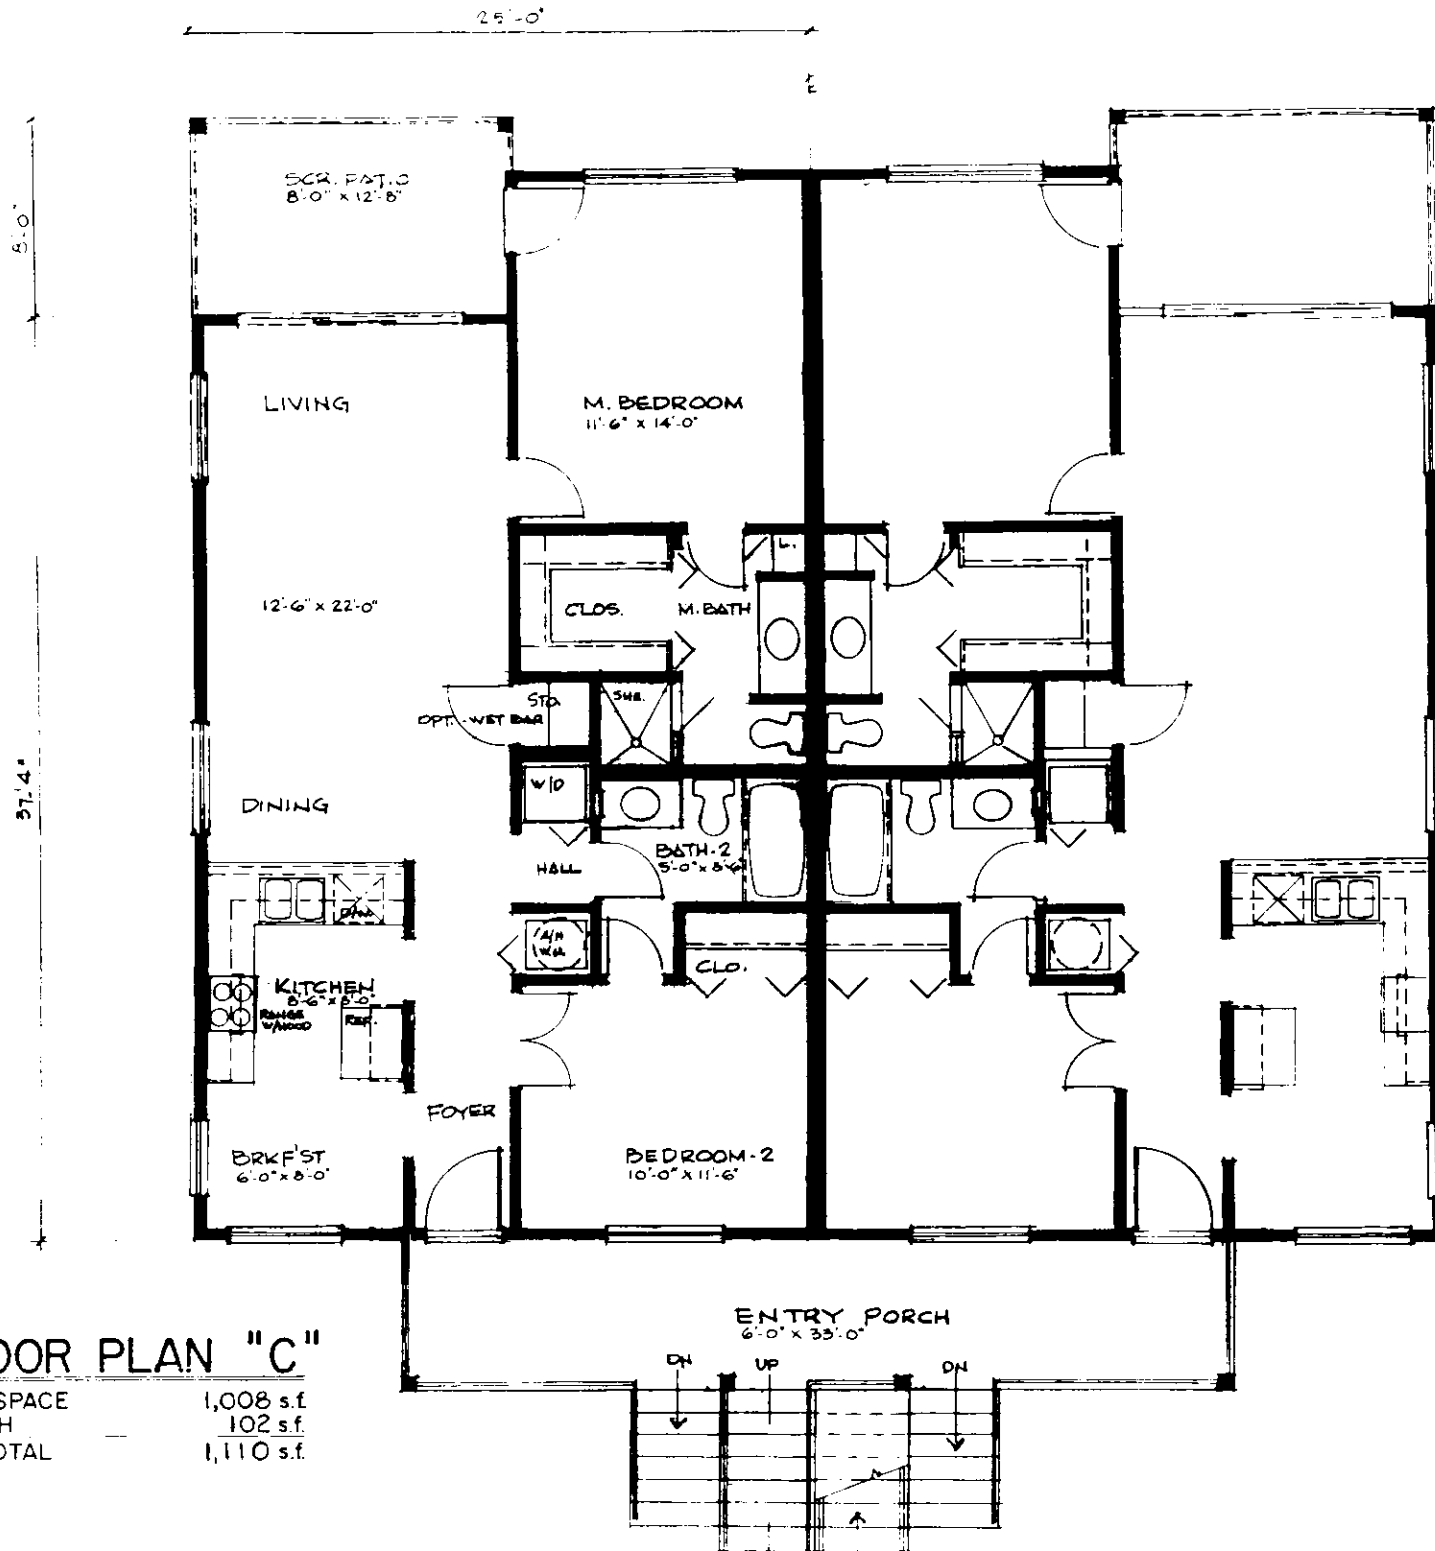 25'-0"
SCR. PATIO
8'-0" x 12'-8"
8'-0"
LIVING
M. BEDROOM
11'-6" x 14'-0"
12'-6" x 22'-0"
L.
CLOS.
M. BATH
STO.
SHR.
OPT. - WET BAR
W/D
37'-4"
DINING
HALL
BATH-2
5'-0" x 8'-6"
D/W
A/H
W.H.
CLO.
KITCHEN
8'-6" x 8'-0"
RANGE
W/HOOD
REF.
FOYER
BRKF'ST
6'-0" x 8'-0"
BEDROOM-2
10'-0" x 11'-6"
ENTRY PORCH
6'-0" x 33'-0"
DN
UP
DN
OOR PLAN "C"
SPACE 1,008 s.f.
H 102 s.f.
OTAL 1,110 s.f.